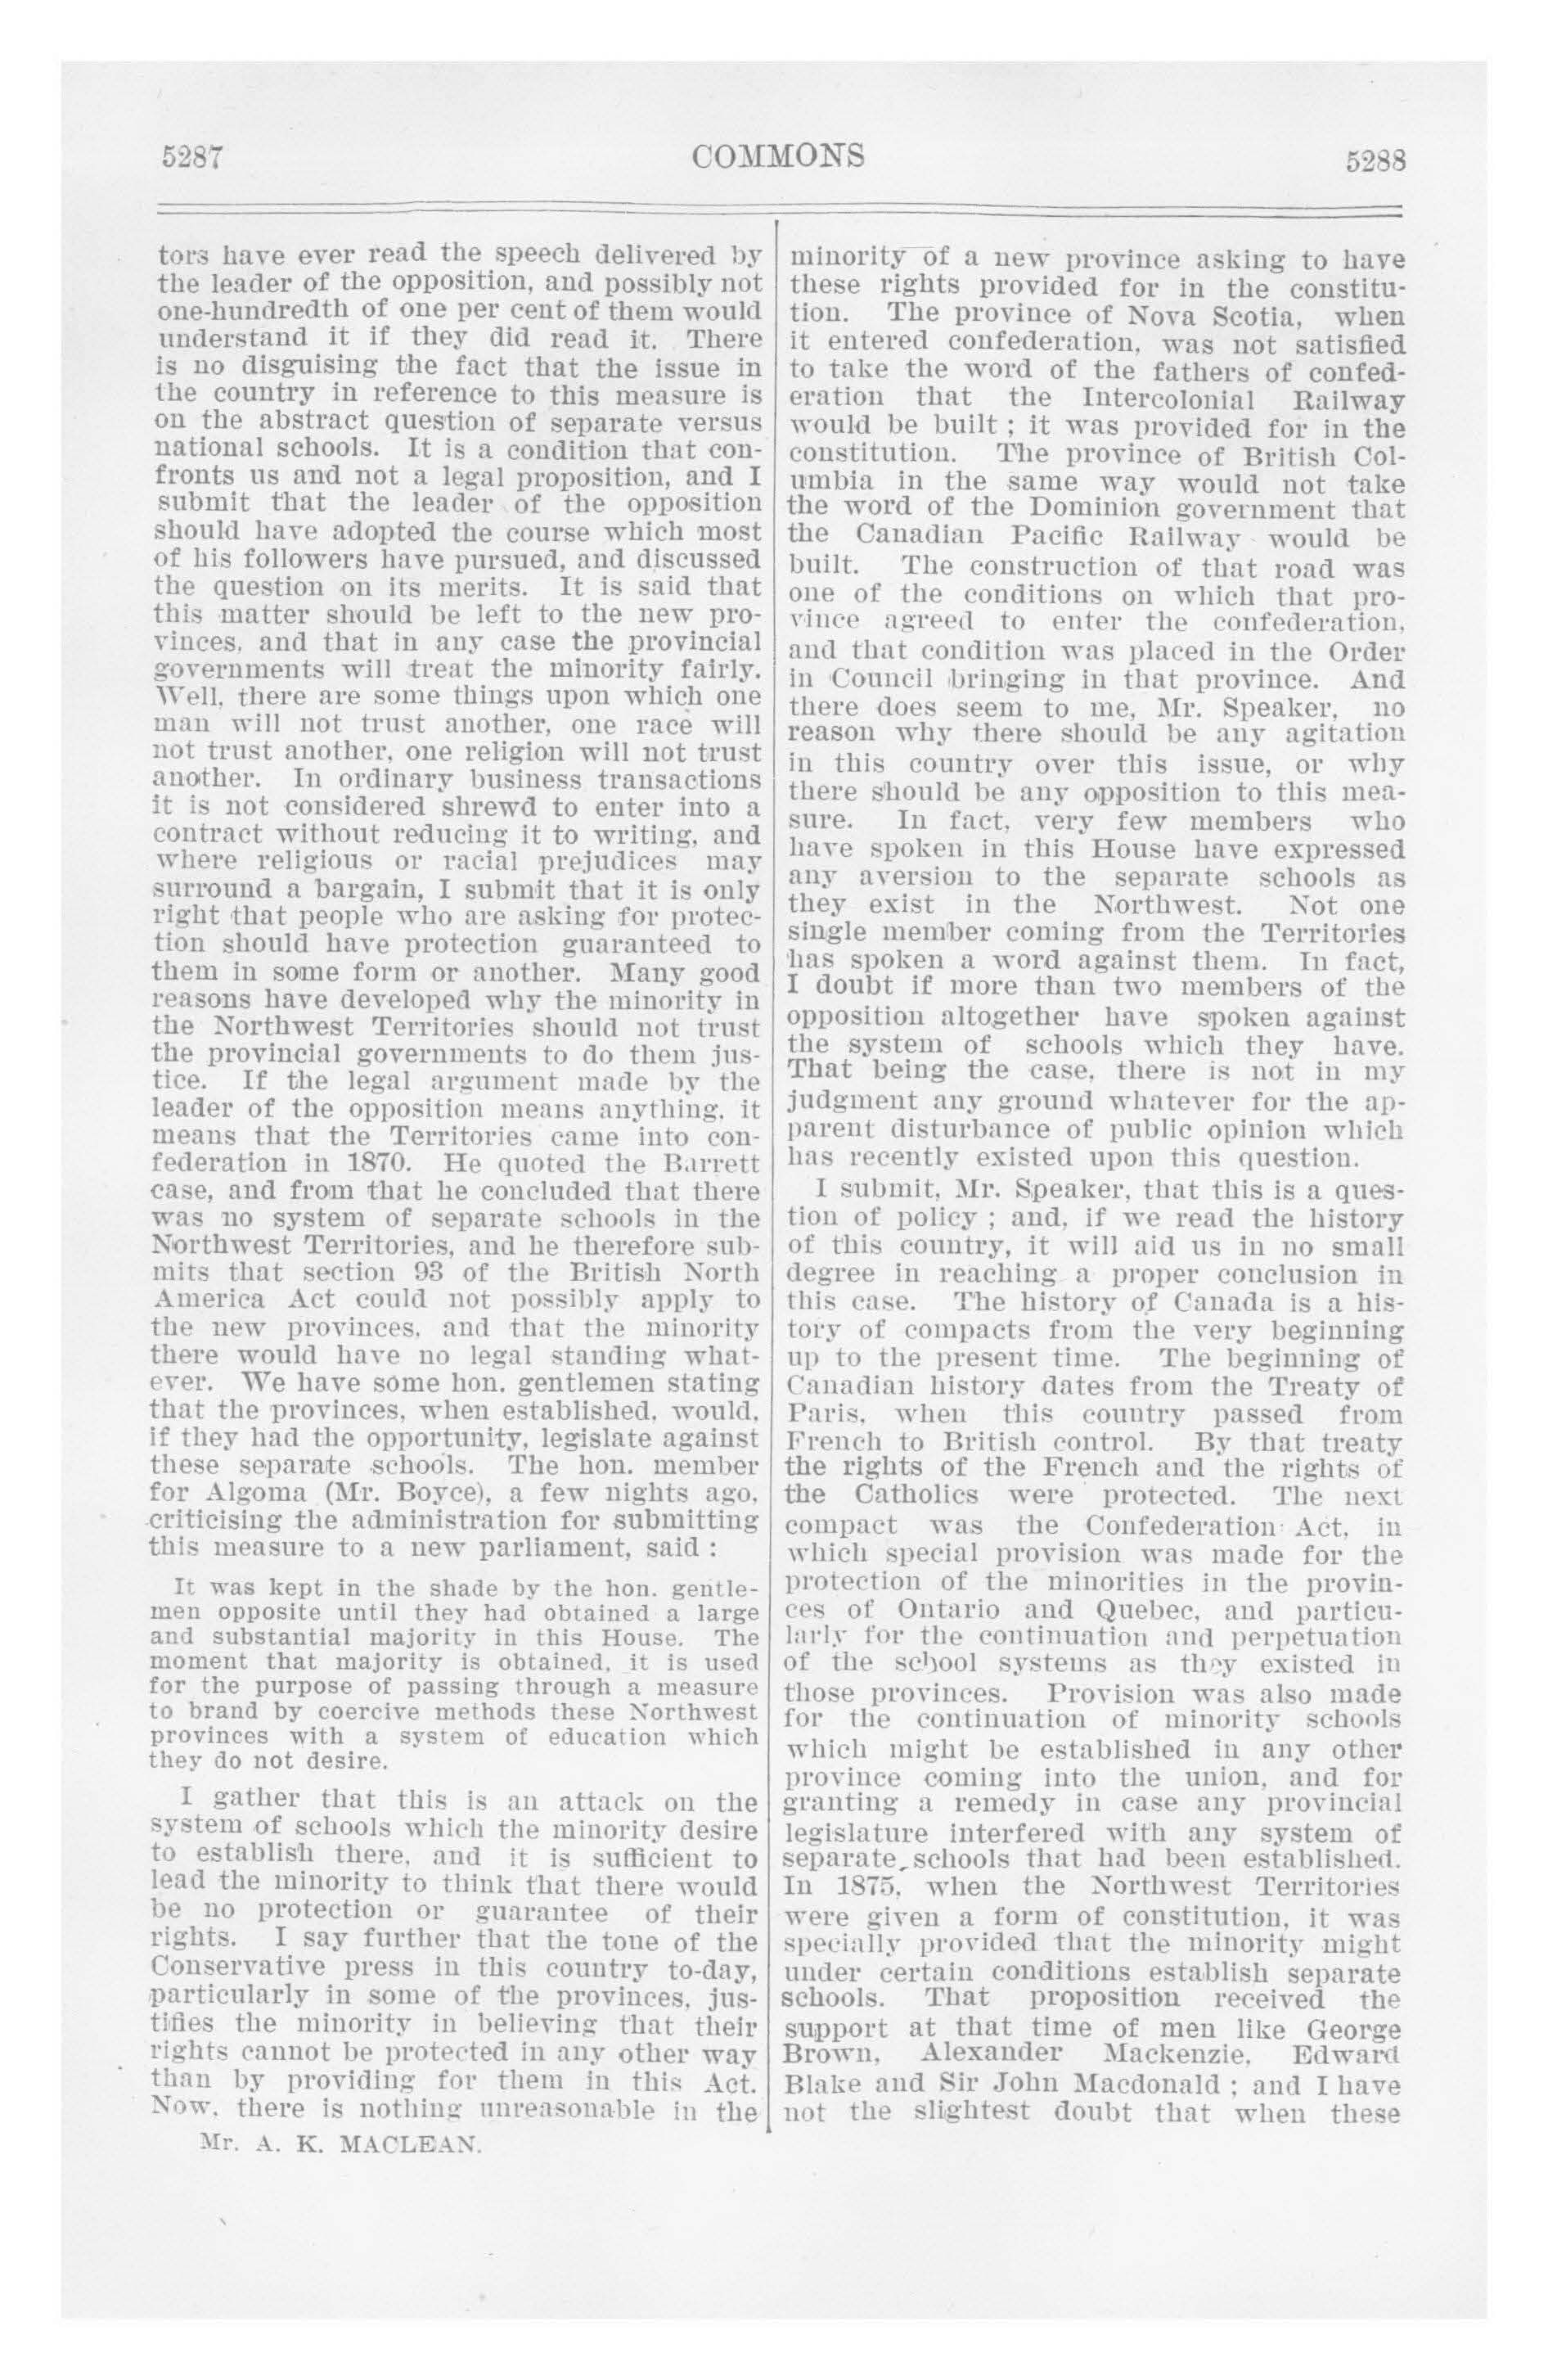 5287
COMMONS
5288
tors have ever read the speech delivered by
the leader of the opposition, and possibly not
one-hundredth of one per cent of them would
understand it if they did read it. There
is no disguising the fact that the issue in
the country in reference to this measure is
on the abstract question of separate versus
national schools. It is a condition that con-
fronts us and not a legal proposition, and I
submit that the leader of the opposition
should have adopted the course which most
of his followers have pursued, and discussed
the question on its merits. It is said that
this matter should be left to the new pro-
vinces, and that in any case the provincial
governments will treat the minority fairly.
Well, there are some things upon which one
man will not trust another, one race will
not trust another, one religion will not trust
another. In ordinary business transactions
it is not considered shrewd to enter into a
contract without reducing it to writing, and
where religious or racial prejudices may
surround a bargain, I submit that it is only
right that people who are asking for protec-
tion should have protection guaranteed to
them in some form or another. Many good
reasons have developed why the minority in
the Northwest Territories should not trust
the provincial governments to do them jus-
tice. If the legal argument made by the
leader of the opposition means anything, it
means that the Territories came into con-
federation in 1870. He quoted the Barrett
case, and from that he concluded that there
was no system of separate schools in the
Northwest Territories, and he therefore sub-
mits that section 93 of the British North
America Act could not possibly apply to
the new provinces, and that the minority
there would have no legal standing what-
ever. We have some hon. gentlemen stating
that the provinces, when established, would,
if they had the opportunity, legislate against
these separate schools. The hon. member
for Algoma (Mr. Boyce), a few nights ago,
criticising the administration for submitting
this measure to a new parliament, said :
It was kept in the shade by the hon. gentle-
men opposite until they had obtained a large
and substantial majority in this House. The
moment that majority is obtained, it is used
for the purpose of passing through a measure
to brand by coercive methods these Northwest
provinces with a system of education which
they do not desire.
I gather that this is an attack on the
system of schools which the minority desire
to establish there, and it is sufficient to
lead the minority to think that there would
be no protection or guarantee of their
rights. I say further that the tone of the
Conservative press in this country to-day,
particularly in some of the provinces, jus-
tifies the minority in believing that their
rights cannot be protected in any other way
than by providing for them in this Act.
Now, there is nothing unreasonable in the
Mr. A. K. MACLEAN.
minority of a new province asking to have
these rights provided for in the constitu-
tion. The province of Nova Scotia, when
it entered confederation, was not satisfied
to take the word of the fathers of confed-
eration that the Intercolonial Railway
would be built ; it was provided for in the
constitution. The province of British Col-
umbia in the same way would not take
the word of the Dominion government that
the Canadian Pacific Railway would be
built. The construction of that road was
one of the conditions on which that pro-
vince agreed to enter the confederation,
and that condition was placed in the Order
in Council bringing in that province. And
there does seem to me, Mr. Speaker, no
reason why there should be any agitation
in this country over this issue, or why
there should be any opposition to this mea-
sure. In fact, very few members who
have spoken in this House have expressed
any aversion to the separate schools as
they exist in the Northwest. Not one
single member coming from the Territories
has spoken a word against them. In fact,
I doubt if more than two members of the
opposition altogether have spoken against
the system of schools which they have.
That being the case, there is not in my
judgment any ground whatever for the ap-
parent disturbance of public opinion which
has recently existed upon this question.
I submit, Mr. Speaker, that this is a ques-
tion of policy ; and, if we read the history
of this country, it will aid us in no small
degree in reaching a proper conclusion in
this case. The history of Canada is a his-
tory of compacts from the very beginning
up to the present time. The beginning of
Canadian history dates from the Treaty of
Paris, when this country passed from
French to British control. By that treaty
the rights of the French and the rights of
the Catholics were protected. The next
compact was the Confederation Act, in
which special provision was made for the
protection of the minorities in the provin-
ces of Ontario and Quebec, and particu-
larly for the continuation and perpetuation
of the school systems as they existed in
those provinces. Provision was also made
for the continuation of minority schools
which might be established in any other
province coming into the union, and for
granting a remedy in case any provincial
legislature interfered with any system of
separate schools that had been established.
In 1875, when the Northwest Territories
were given a form of constitution, it was
specially provided that the minority might
under certain conditions establish separate
schools. That proposition received the
support at that time of men like George
Brown, Alexander Mackenzie, Edward
Blake and Sir John Macdonald ; and I have
not the slightest doubt that when these